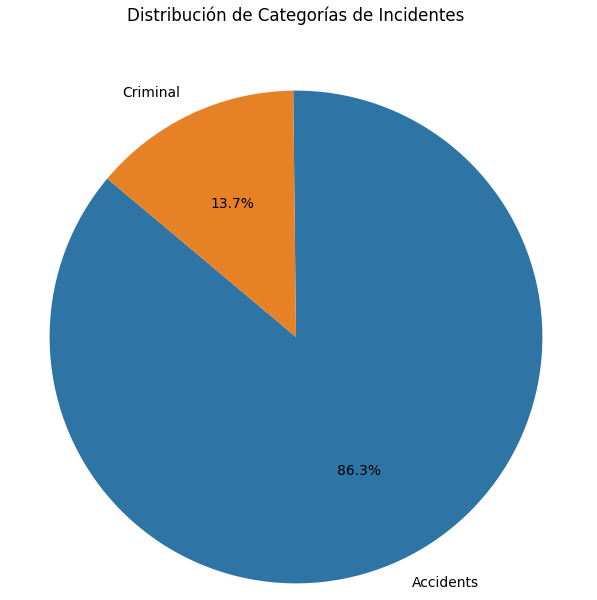 Distribución de Categorías de Incidentes
Criminal
13.7%
86.3%
Accidents